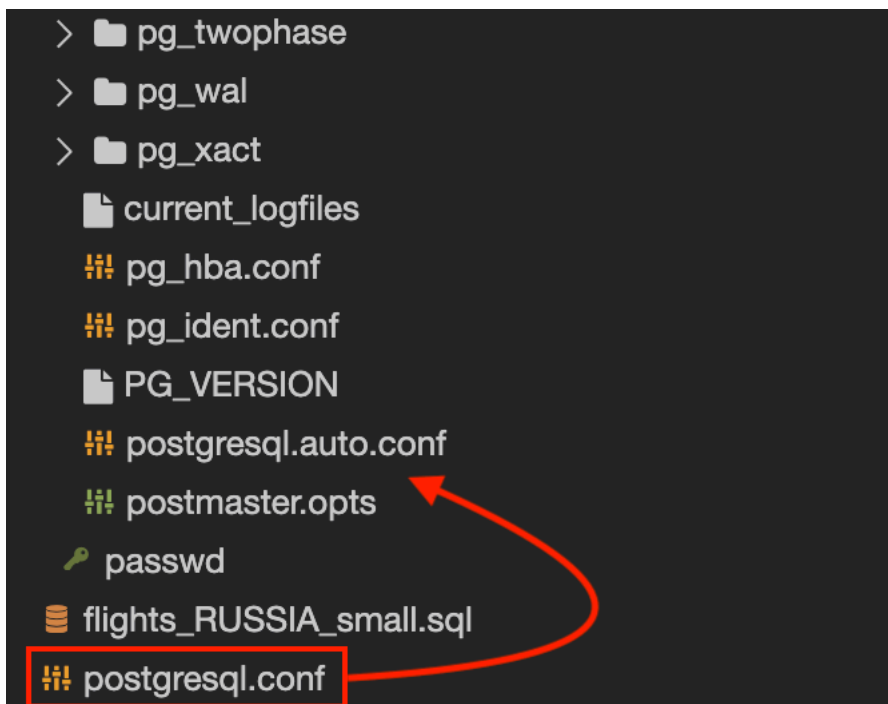 pg_twophase
pg_wal
pg_xact
current_logfiles
pg_hba.conf
pg_ident.conf
PG_VERSION
postgresql.auto.conf
postmaster.opts
passwd
flights_RUSSIA_small.sql
postgresql.conf